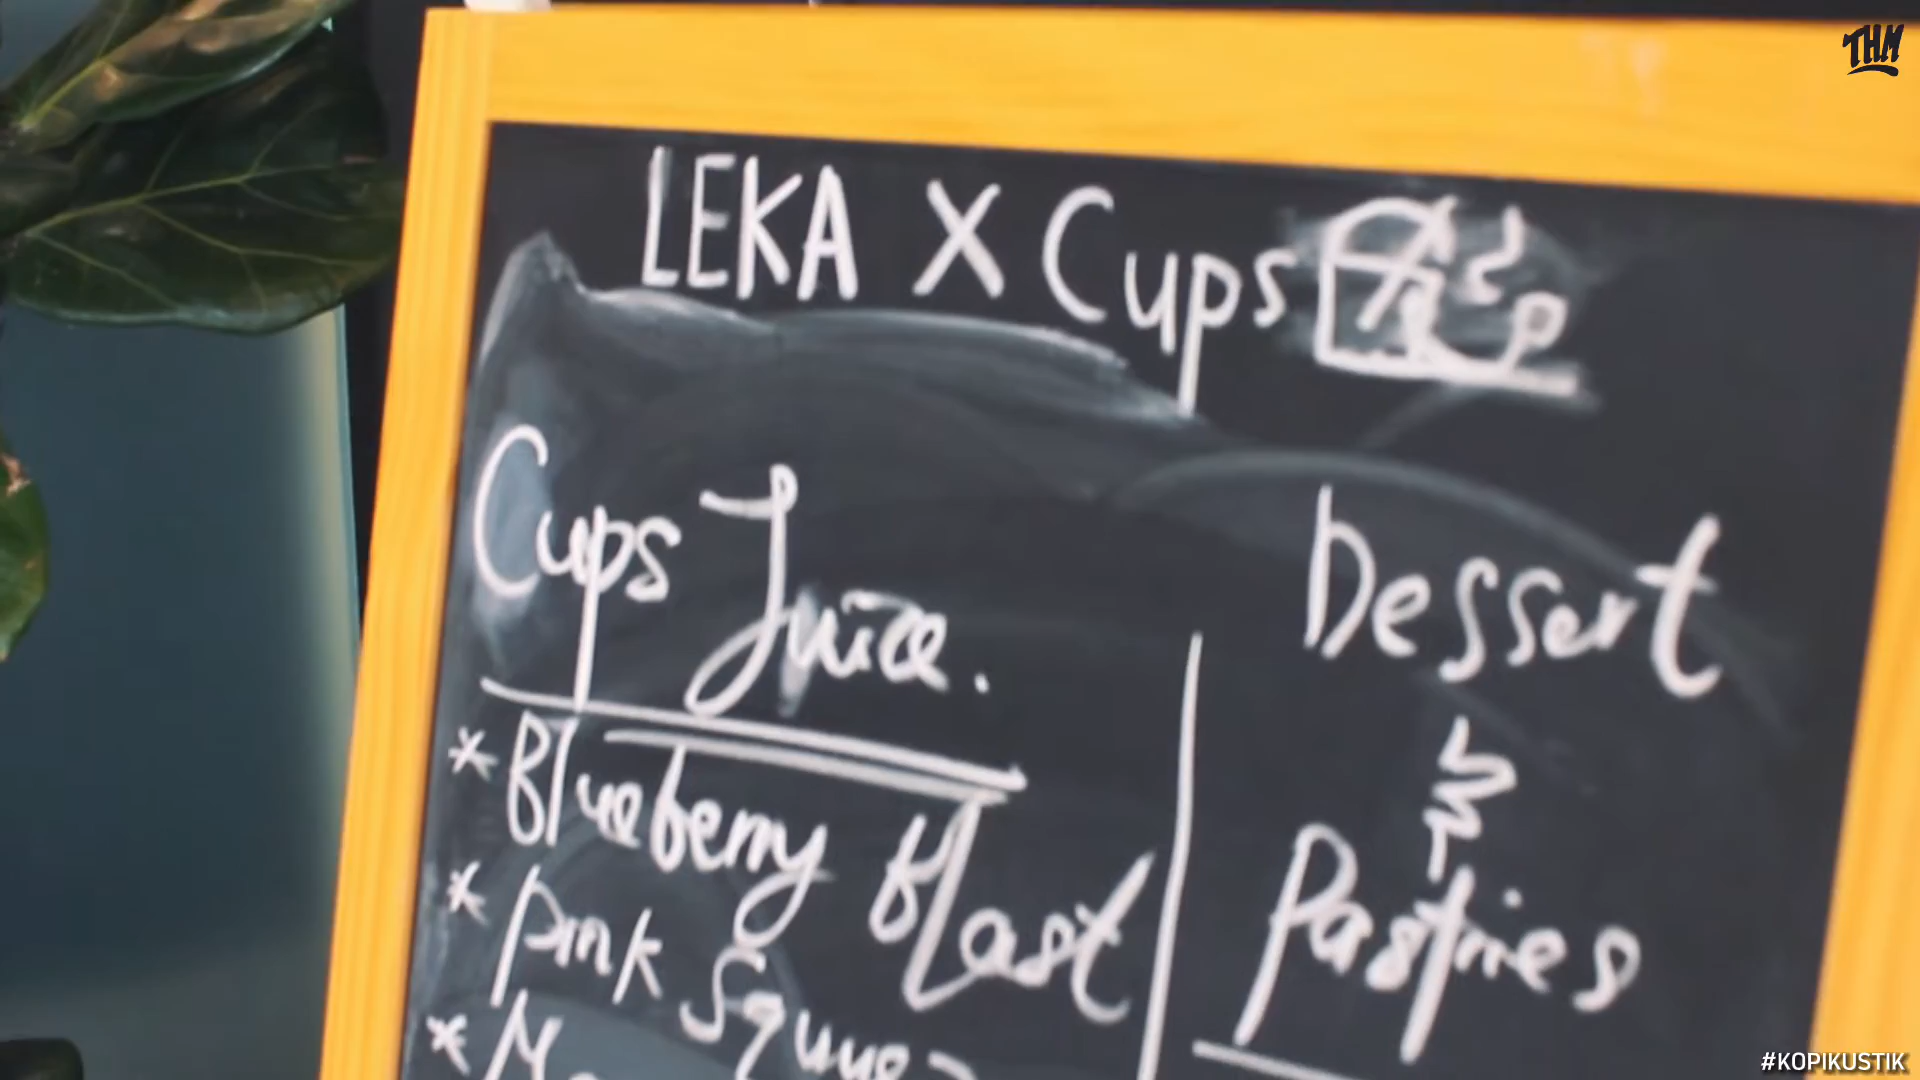 THM
LEKA X Cups
Cups Juice.
* Blueberry Blast
* Pink
*
Dessert
&
Pastries
#KOPIKUSTIK